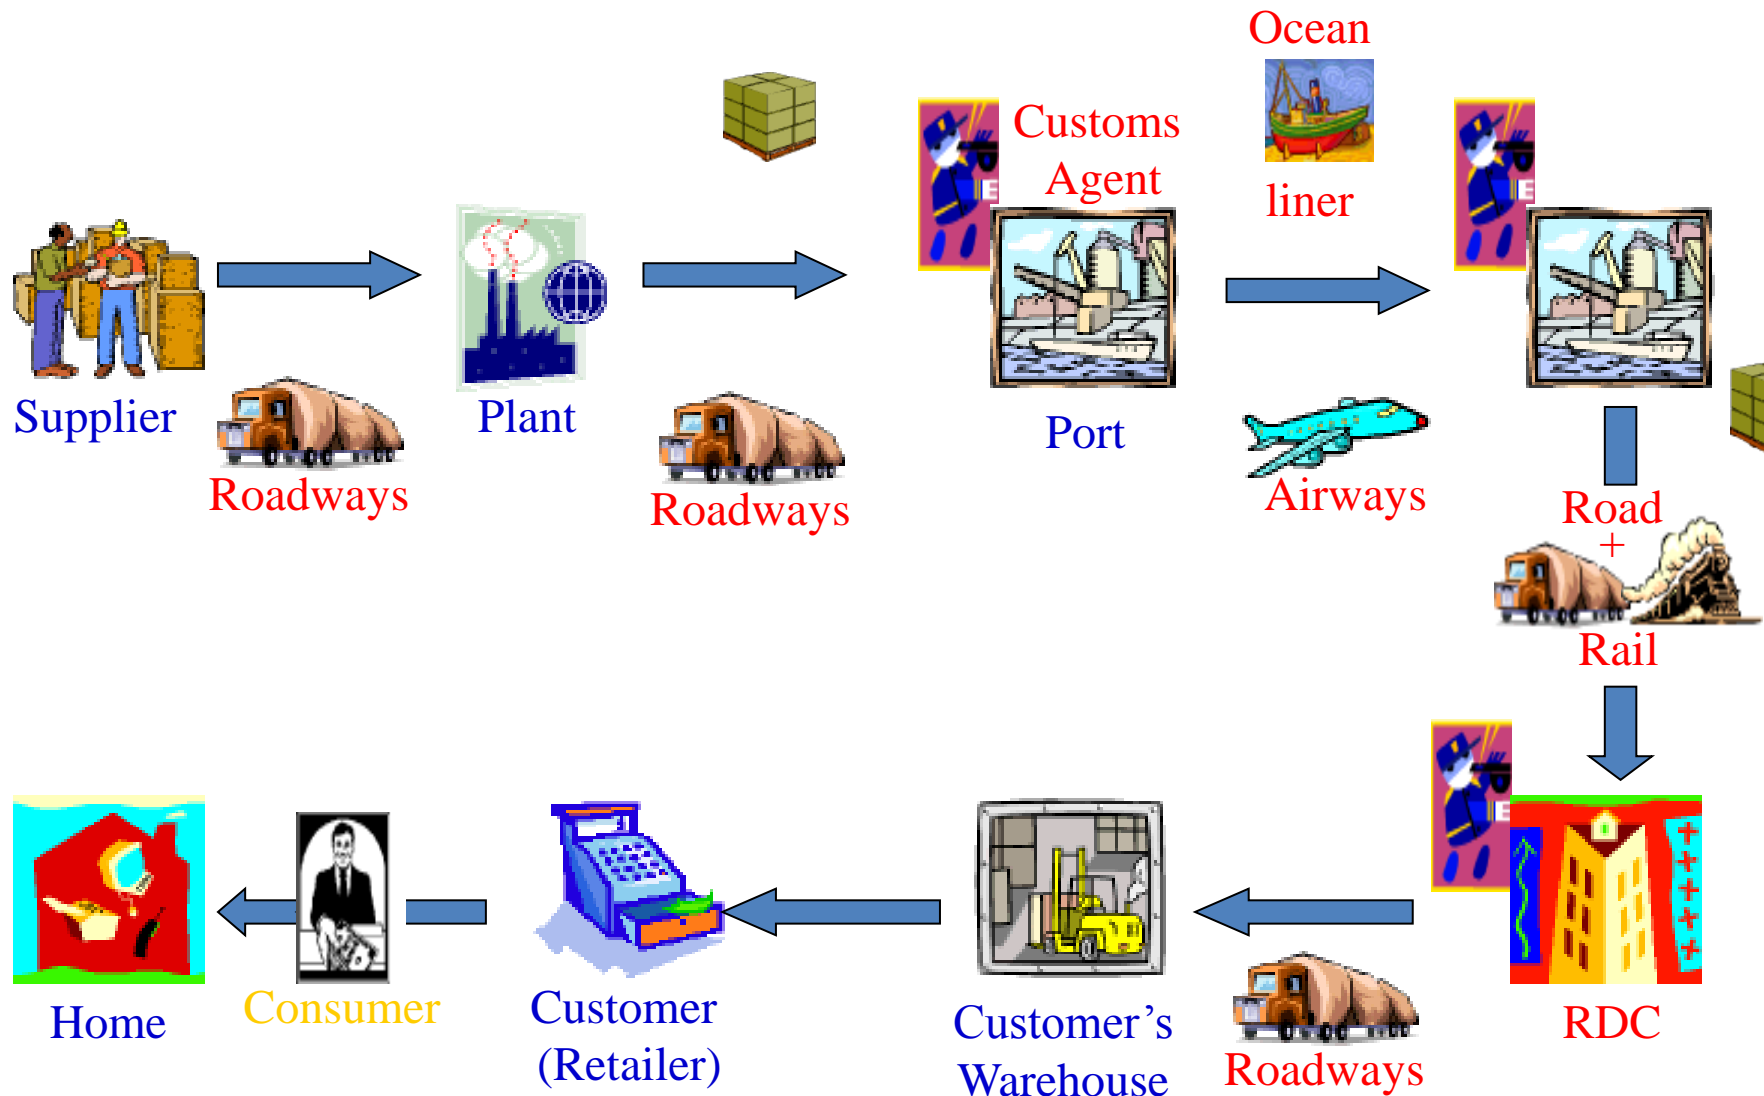 Ocean
liner
Customs
Agent
E
E
Supplier
Roadways
Plant
Roadways
Port
Airways
Road
+
Rail
E
Home
Consumer
Customer
(Retailer)
Customer’s
Warehouse
Roadways
RDC